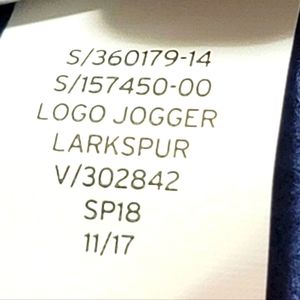 S/360179-14
S/157450-00
LOGO JOGGER
LARKSPUR
V/302842
SP18
11/17